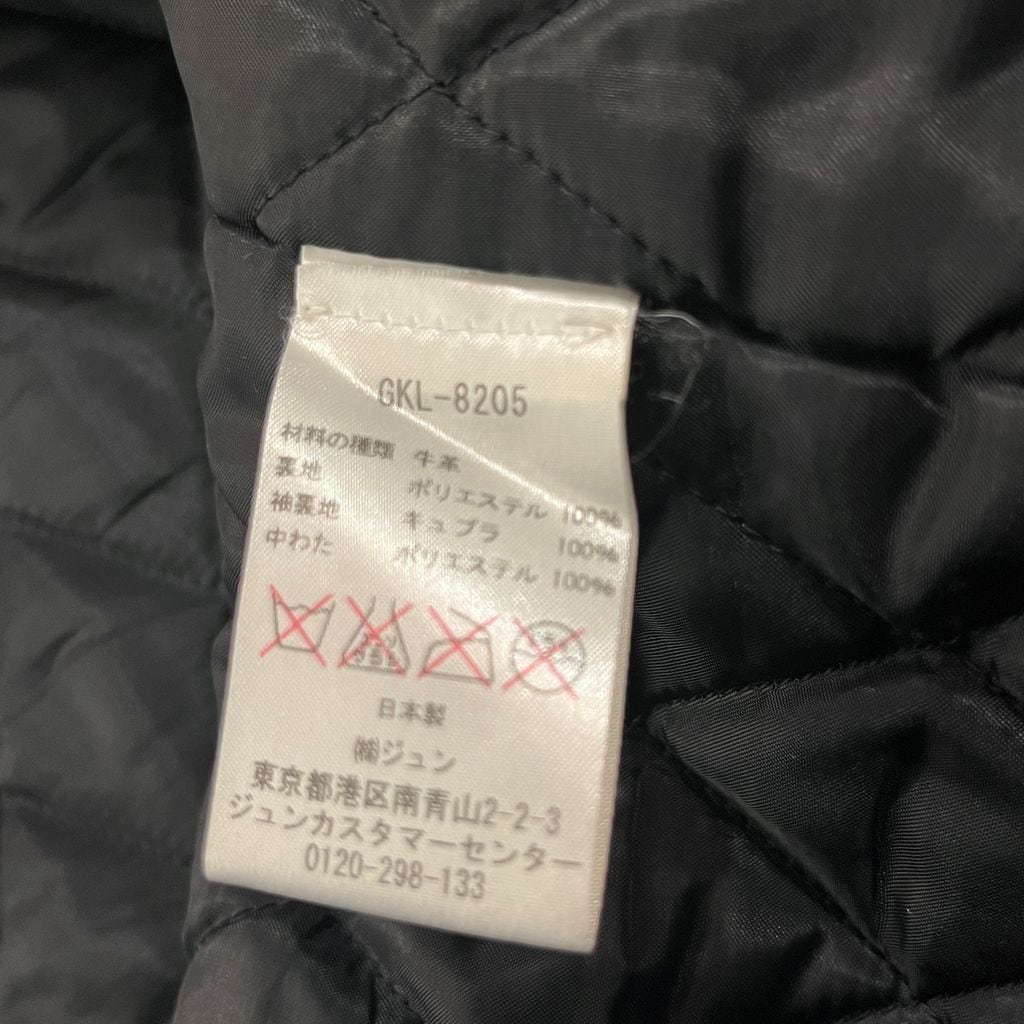 GKL-8205
材料の種類 牛革
裏地 ポリエステル 100%
袖裏地 キュプラ 100%
中わた ポリエステル 100%
日本製
㈱ジュン
東京都港区南青山2-2-3
ジュンカスタマーセンター
0120-298-133